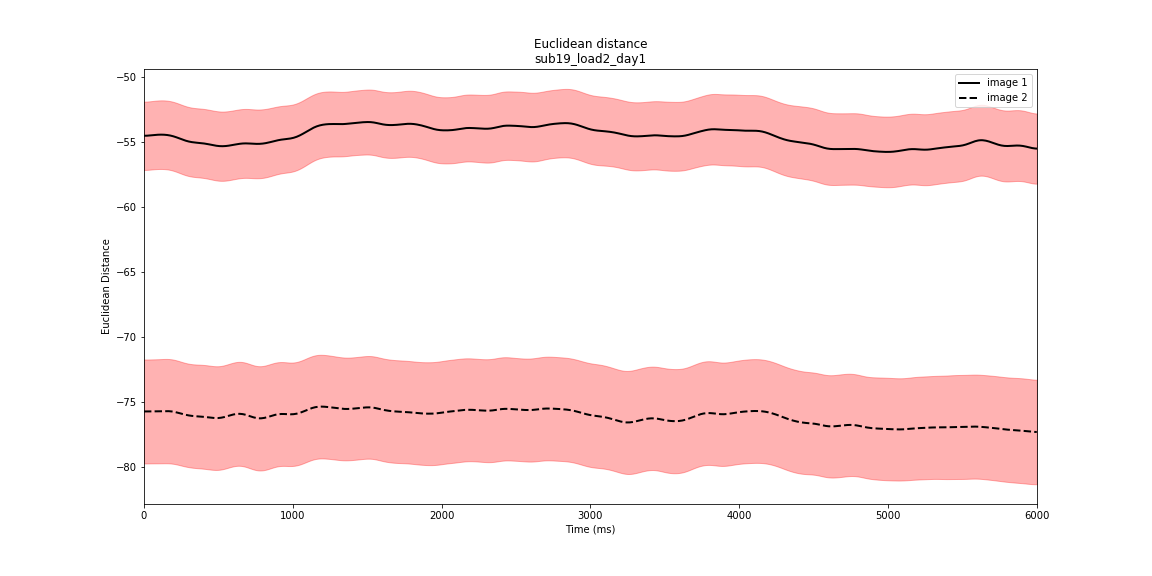 Euclidean distance
sub19_load2_day1
image 1
image 2
Euclidean Distance
−50
−55
−60
−65
−70
−75
−80
0 1000 2000 3000 4000 5000 6000
Time (ms)